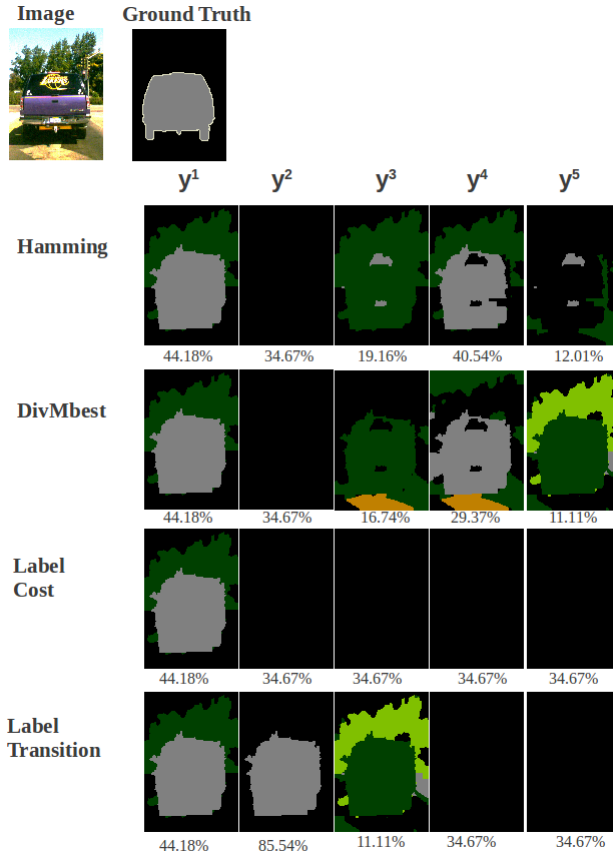 Image Ground Truth
y¹ y² y³ y⁴ y⁵
Hamming
44.18% 34.67% 19.16% 40.54% 12.01%
DivMbest
44.18% 34.67% 16.74% 29.37% 11.11%
Label
Cost
44.18% 34.67% 34.67% 34.67% 34.67%
Label
Transition
44.18% 85.54% 11.11% 34.67% 34.67%